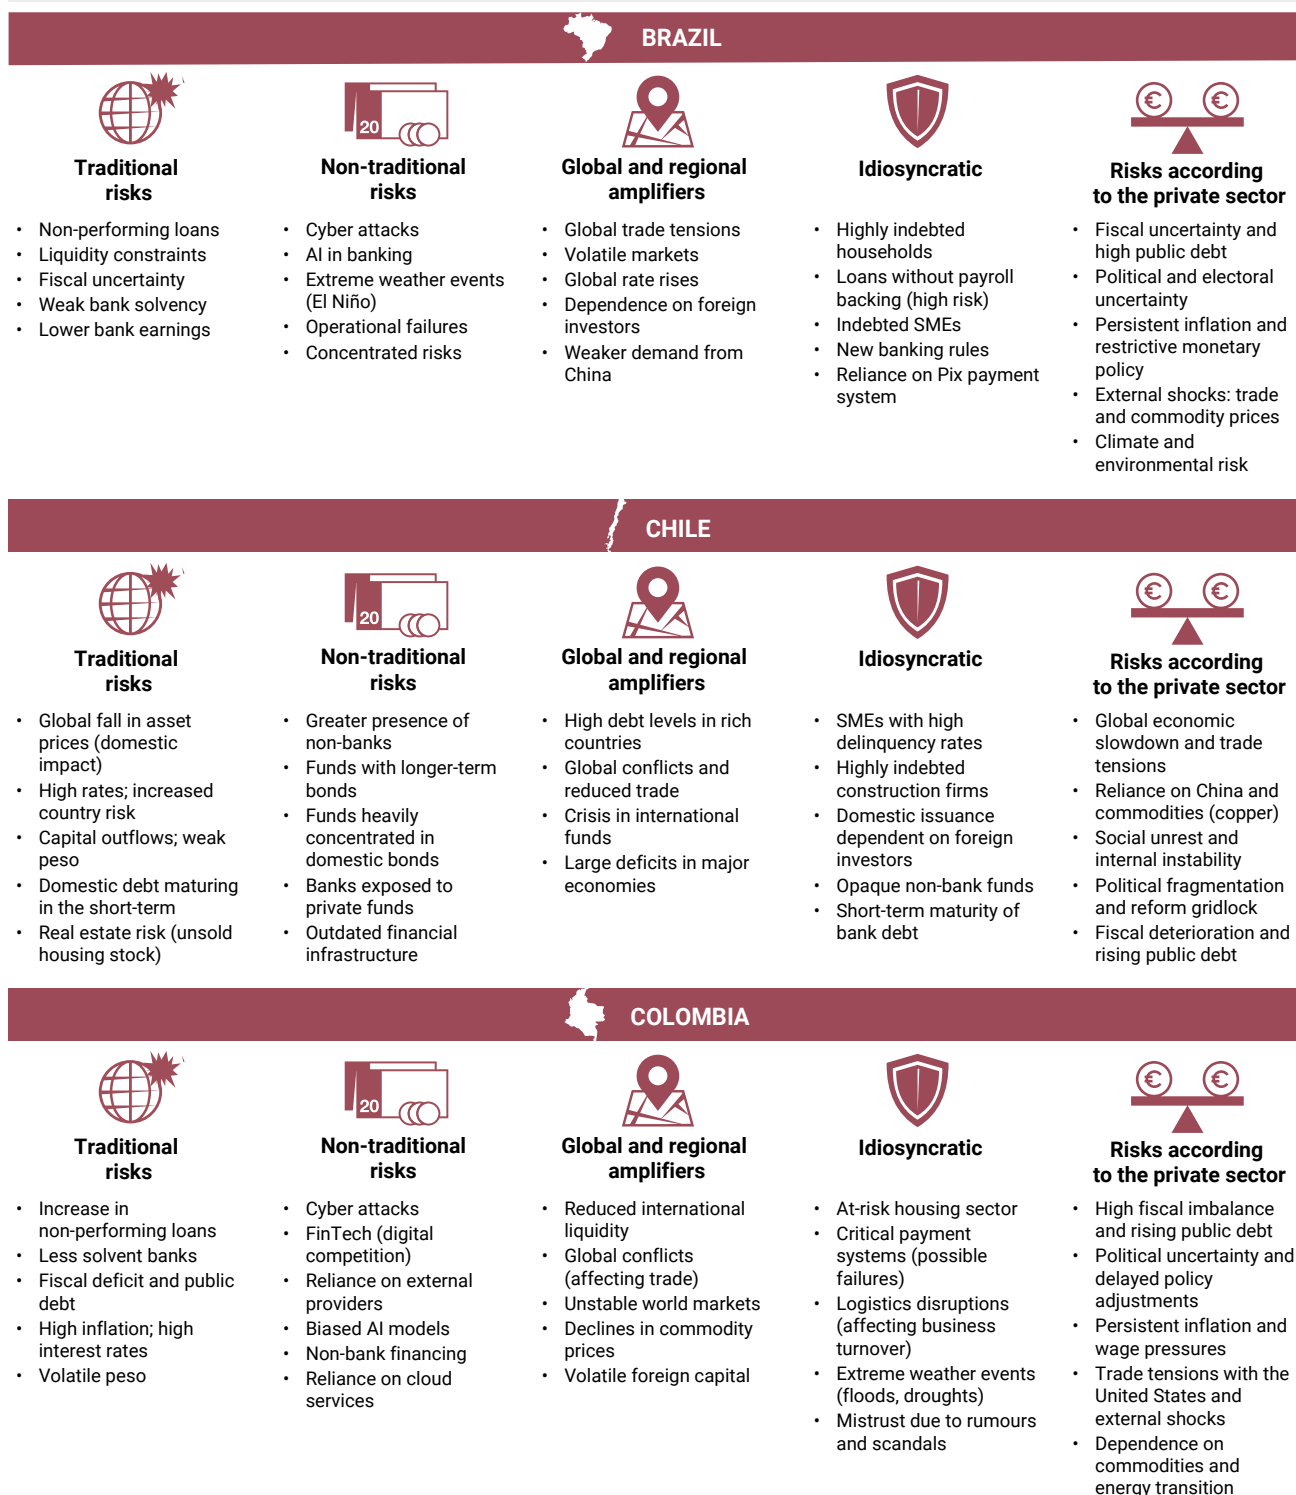 BRAZIL
20
€ €
Traditional
risks
• Non-performing loans
• Liquidity constraints
• Fiscal uncertainty
• Weak bank solvency
• Lower bank earnings
Non-traditional
risks
• Cyber attacks
• AI in banking
• Extreme weather events
(El Niño)
• Operational failures
• Concentrated risks
Global and regional
amplifiers
• Global trade tensions
• Volatile markets
• Global rate rises
• Dependence on foreign
investors
• Weaker demand from
China
Idiosyncratic
• Highly indebted
households
• Loans without payroll
backing (high risk)
• Indebted SMEs
• New banking rules
• Reliance on Pix payment
system
Risks according
to the private sector
• Fiscal uncertainty and
high public debt
• Political and electoral
uncertainty
• Persistent inflation and
restrictive monetary
policy
• External shocks: trade
and commodity prices
• Climate and
environmental risk
CHILE
20
€ €
Traditional
risks
• Global fall in asset
prices (domestic
impact)
• High rates; increased
country risk
• Capital outflows; weak
peso
• Domestic debt maturing
in the short-term
• Real estate risk (unsold
housing stock)
Non-traditional
risks
• Greater presence of
non-banks
• Funds with longer-term
bonds
• Funds heavily
concentrated in
domestic bonds
• Banks exposed to
private funds
• Outdated financial
infrastructure
Global and regional
amplifiers
• High debt levels in rich
countries
• Global conflicts and
reduced trade
• Crisis in international
funds
• Large deficits in major
economies
Idiosyncratic
• SMEs with high
delinquency rates
• Highly indebted
construction firms
• Domestic issuance
dependent on foreign
investors
• Opaque non-bank funds
• Short-term maturity of
bank debt
Risks according
to the private sector
• Global economic
slowdown and trade
tensions
• Reliance on China and
commodities (copper)
• Social unrest and
internal instability
• Political fragmentation
and reform gridlock
• Fiscal deterioration and
rising public debt
COLOMBIA
20
€ €
Traditional
risks
• Increase in
non-performing loans
• Less solvent banks
• Fiscal deficit and public
debt
• High inflation; high
interest rates
• Volatile peso
Non-traditional
risks
• Cyber attacks
• FinTech (digital
competition)
• Reliance on external
providers
• Biased AI models
• Non-bank financing
• Reliance on cloud
services
Global and regional
amplifiers
• Reduced international
liquidity
• Global conflicts
(affecting trade)
• Unstable world markets
• Declines in commodity
prices
• Volatile foreign capital
Idiosyncratic
• At-risk housing sector
• Critical payment
systems (possible
failures)
• Logistics disruptions
(affecting business
turnover)
• Extreme weather events
(floods, droughts)
• Mistrust due to rumours
and scandals
Risks according
to the private sector
• High fiscal imbalance
and rising public debt
• Political uncertainty and
delayed policy
adjustments
• Persistent inflation and
wage pressures
• Trade tensions with the
United States and
external shocks
• Dependence on
commodities and
energy transition